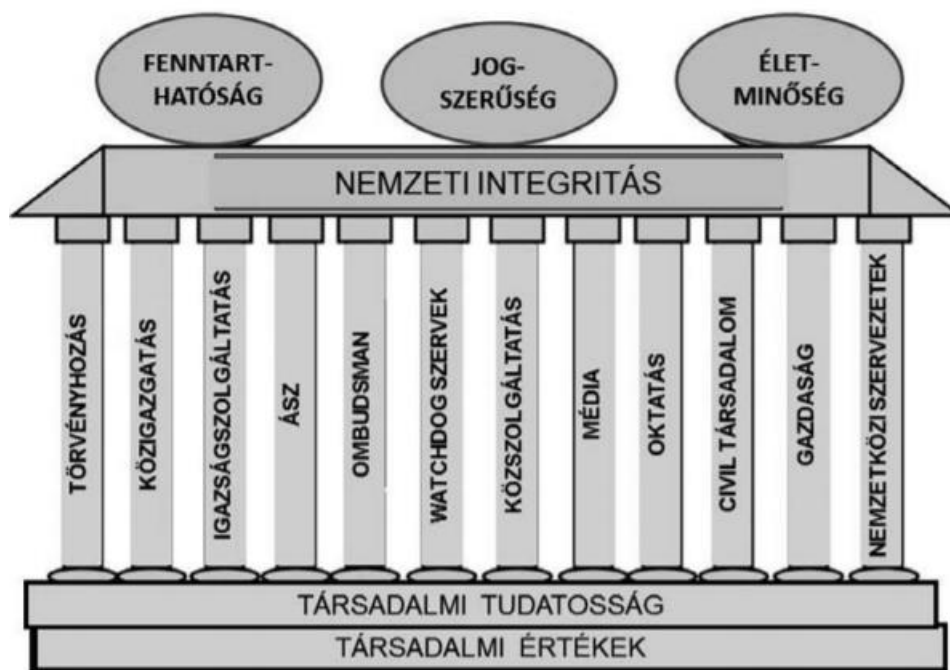 FENNTART-
HATÓSÁG
JOG-
SZERŰSÉG
ÉLET-
MINŐSÉG
NEMZETI INTEGRITÁS
TÖRVÉNYHOZÁS
KÖZIGAZGATÁS
IGAZSÁGSZOLGÁLTATÁS
ÁSZ
OMBUDSMAN
WATCHDOG SZERVEK
KÖZSZOLGÁLTATÁS
MÉDIA
OKTATÁS
CIVIL TÁRSADALOM
GAZDASÁG
NEMZETKÖZI SZERVEZETEK
TÁRSADALMI TUDATOSSÁG
TÁRSADALMI ÉRTÉKEK